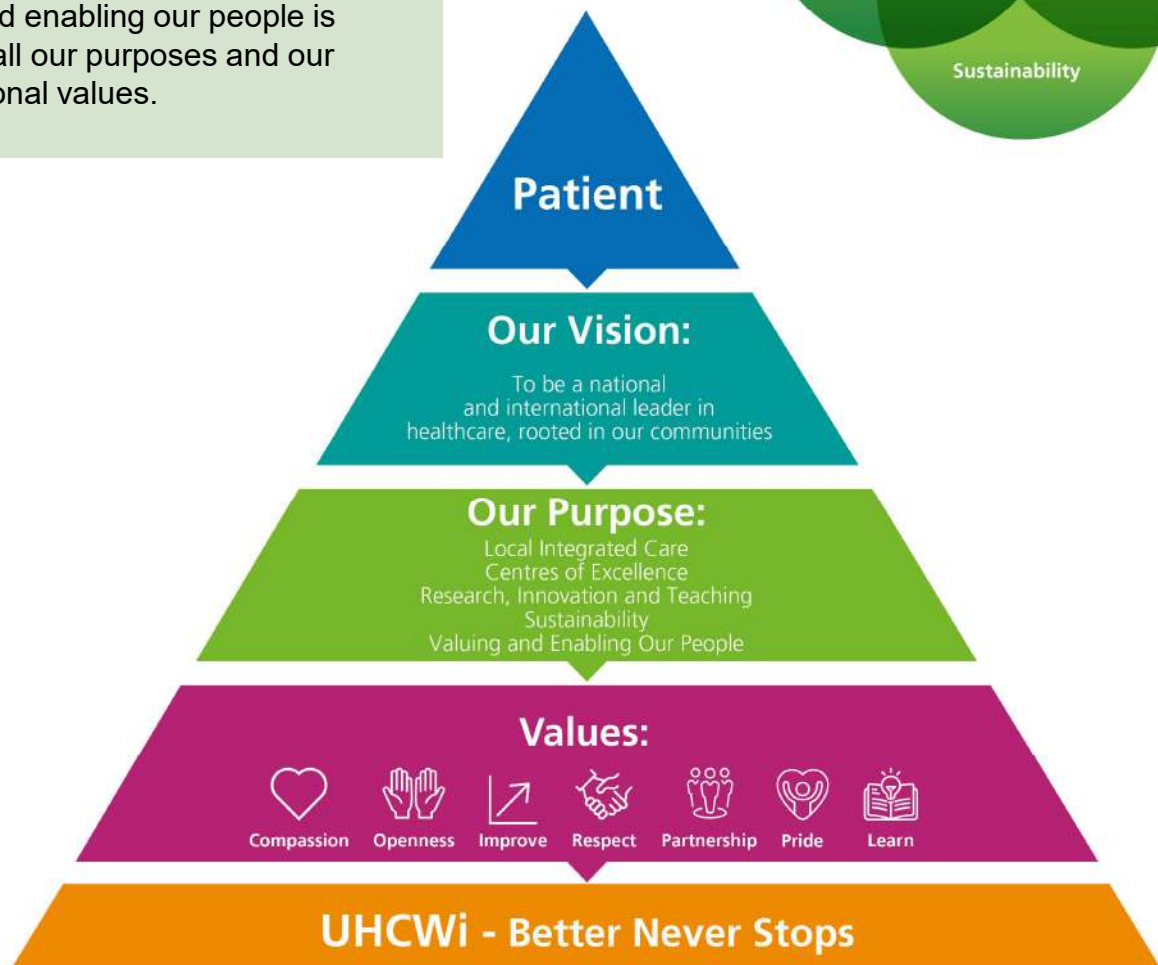 d enabling our people is
all our purposes and our
onal values.
Sustainability
Patient
Our Vision:
To be a national
and international leader in
healthcare, rooted in our communities
Our Purpose:
Local Integrated Care
Centres of Excellence
Research, Innovation and Teaching
Sustainability
Valuing and Enabling Our People
Values:
Compassion Openness Improve Respect Partnership Pride Learn
UHCWi - Better Never Stops